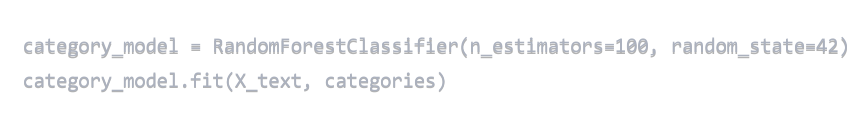 category_model = RandomForestClassifier(n_estimators=100, random_state=42)
category_model.fit(X_text, categories)